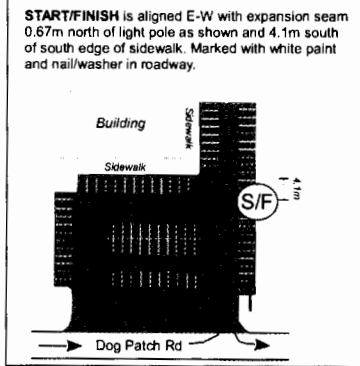 START/FINISH is aligned E-W with expansion seam
0.67m north of light pole as shown and 4.1m south
of south edge of sidewalk. Marked with white paint
and nail/washer in roadway.
Building
Sidewalk
Sidewalk
4.1m
S/F
Dog Patch Rd